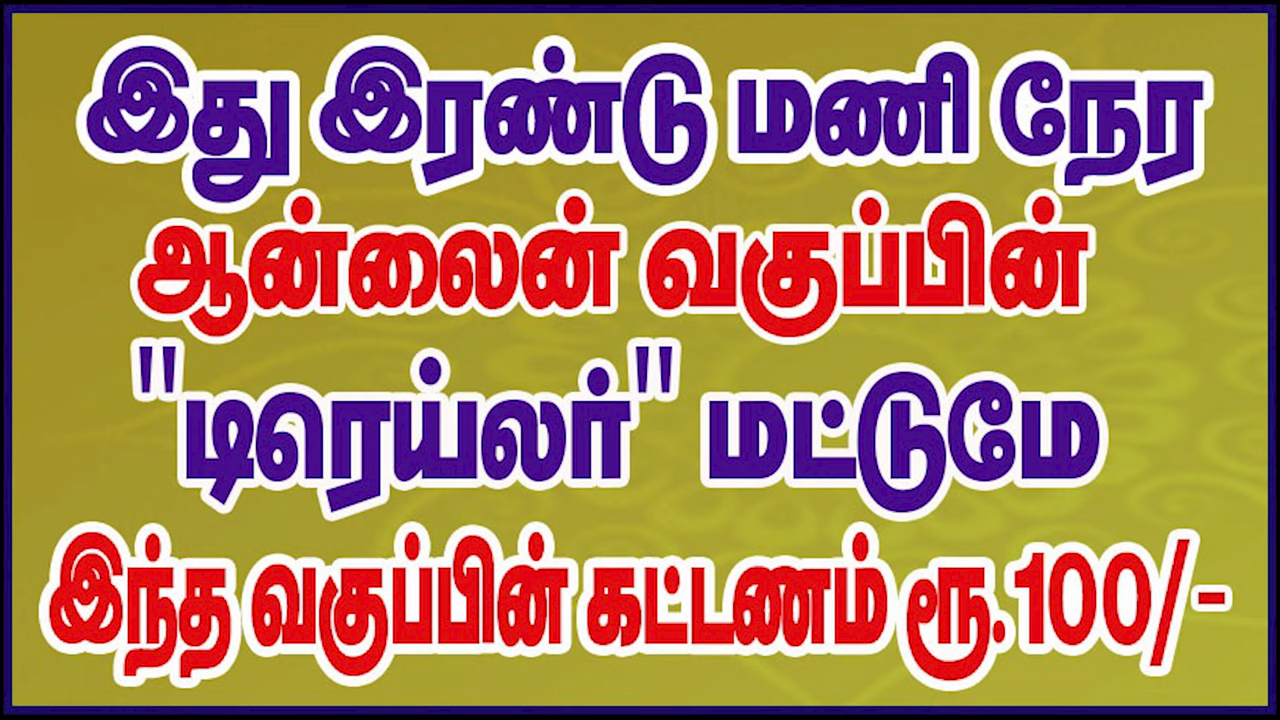 இது இரண்டு மணி நேர
ஆன்லைன் வகுப்பின்
"டிரெய்லர்" மட்டுமே
இந்த வகுப்பின் கட்டணம் ரூ.100/-